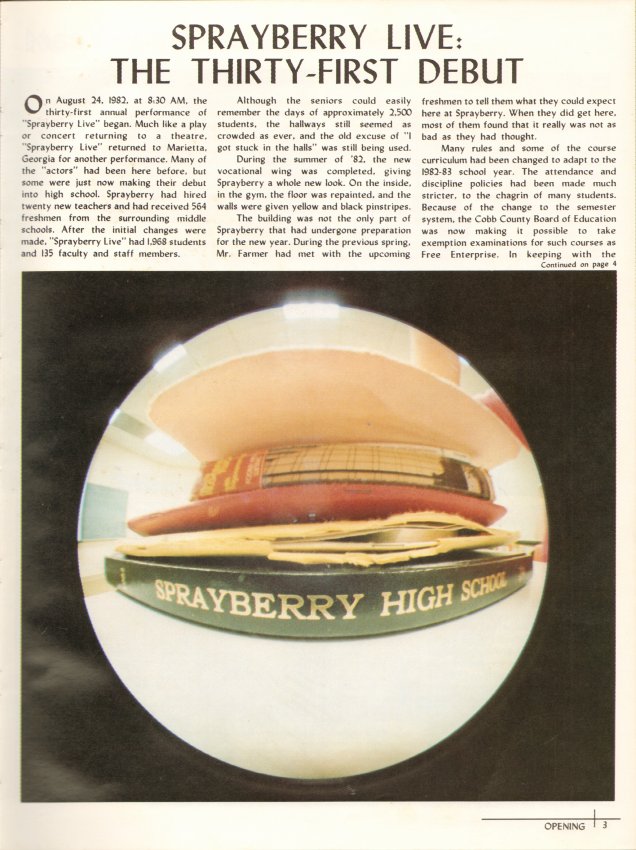 SPRAYBERRY LIVE:
THE THIRTY-FIRST DEBUT
On August 24, 1982, at 8:30 AM, the
thirty-first annual performance of
"Sprayberry Live" began. Much like a play
or concert returning to a theatre,
"Sprayberry Live" returned to Marietta,
Georgia for another performance. Many of
the "actors" had been here before, but
some were just now making their debut
into high school. Sprayberry had hired
twenty new teachers and had received 564
freshmen from the surrounding middle
schools. After the initial changes were
made, "Sprayberry Live" had 1,968 students
and 135 faculty and staff members.
Although the seniors could easily
remember the days of approximately 2,500
students, the hallways still seemed as
crowded as ever, and the old excuse of "I
got stuck in the halls" was still being used.
During the summer of '82, the new
vocational wing was completed, giving
Sprayberry a whole new look. On the inside,
in the gym, the floor was repainted, and the
walls were given yellow and black pinstripes.
The building was not the only part of
Sprayberry that had undergone preparation
for the new year. During the previous spring,
Mr. Farmer had met with the upcoming
freshmen to tell them what they could expect
here at Sprayberry. When they did get here,
most of them found that it really was not as
bad as they had thought.
Many rules and some of the course
curriculum had been changed to adapt to the
1982-83 school year. The attendance and
discipline policies had been made much
stricter, to the chagrin of many students.
Because of the change to the semester
system, the Cobb County Board of Education
was now making it possible to take
exemption examinations for such courses as
Free Enterprise. In keeping with the
Continued on page 4
SPRAYBERRY HIGH SCHOOL
OPENING 3